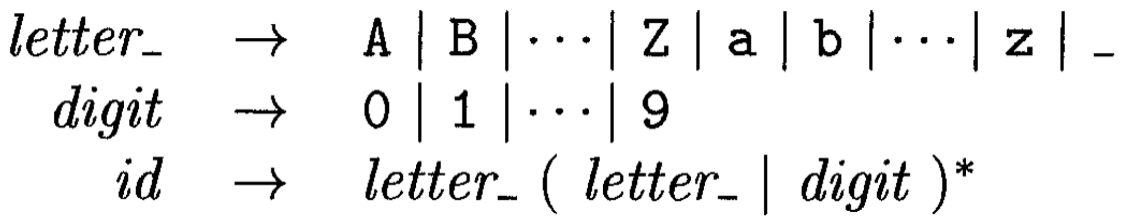 letter_ → A | B | ··· | Z | a | b | ··· | z | _
digit → 0 | 1 | ··· | 9
id → letter_ ( letter_ | digit )*